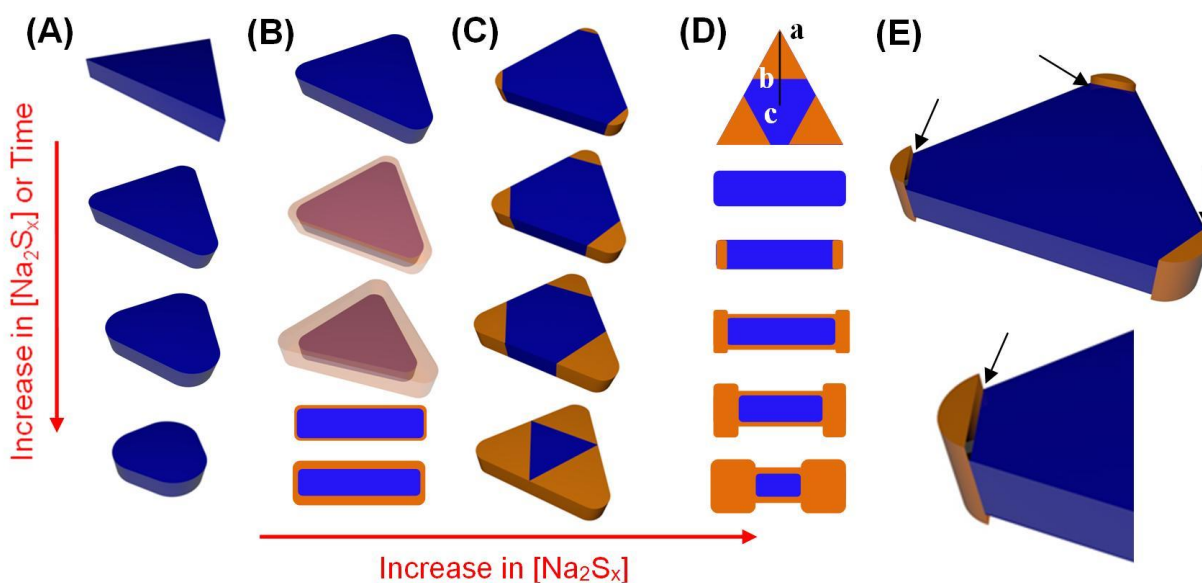 (A)
(B)
(C)
(D)
(E)
a
b
c
Increase in [Na₂Sₓ] or Time
Increase in [Na₂Sₓ]